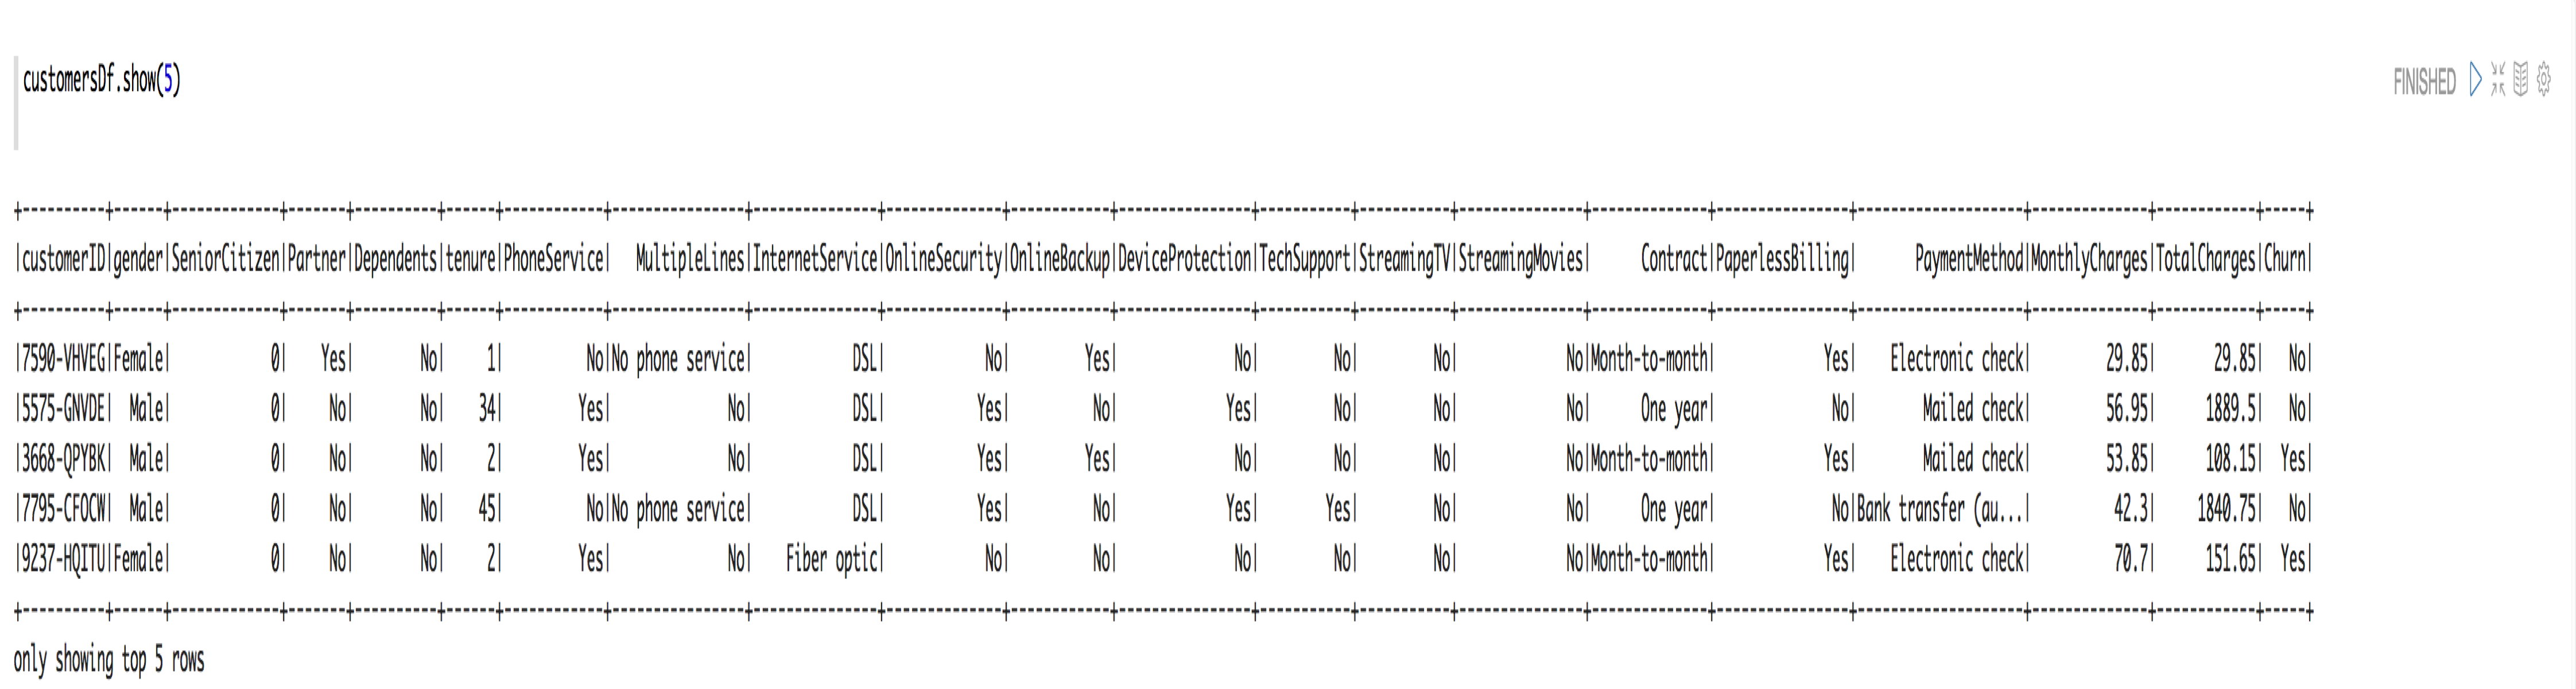 customersDf.show(5)
FINISHED
+----------+------+-------------+-------+----------+------+------------+----------------+---------------+--------------+------------+----------------+-----------+-----------+---------------+--------------+----------------+--------------------+--------------+------------+-----+
|customerID|gender|SeniorCitizen|Partner|Dependents|tenure|PhoneService|   MultipleLines|InternetService|OnlineSecurity|OnlineBackup|DeviceProtection|TechSupport|StreamingTV|StreamingMovies|      Contract|PaperlessBilling|       PaymentMethod|MonthlyCharges|TotalCharges|Churn|
+----------+------+-------------+-------+----------+------+------------+----------------+---------------+--------------+------------+----------------+-----------+-----------+---------------+--------------+----------------+--------------------+--------------+------------+-----+
|7590-VHVEG|Female|            0|    Yes|        No|     1|          No|No phone service|            DSL|            No|         Yes|              No|         No|         No|             No|Month-to-month|             Yes|    Electronic check|         29.85|       29.85|   No|
|5575-GNVDE|  Male|            0|     No|        No|    34|         Yes|              No|            DSL|           Yes|          No|             Yes|         No|         No|             No|      One year|              No|        Mailed check|         56.95|      1889.5|   No|
|3668-QPYBK|  Male|            0|     No|        No|     2|         Yes|              No|            DSL|           Yes|         Yes|              No|         No|         No|             No|Month-to-month|             Yes|        Mailed check|         53.85|      108.15|  Yes|
|7795-CFOCW|  Male|            0|     No|        No|    45|          No|No phone service|            DSL|           Yes|          No|             Yes|        Yes|         No|             No|      One year|              No|Bank transfer (au...|          42.3|     1840.75|   No|
|9237-HQITU|Female|            0|     No|        No|     2|         Yes|              No|    Fiber optic|            No|          No|              No|         No|         No|             No|Month-to-month|             Yes|    Electronic check|          70.7|      151.65|  Yes|
+----------+------+-------------+-------+----------+------+------------+----------------+---------------+--------------+------------+----------------+-----------+-----------+---------------+--------------+----------------+--------------------+--------------+------------+-----+
only showing top 5 rows